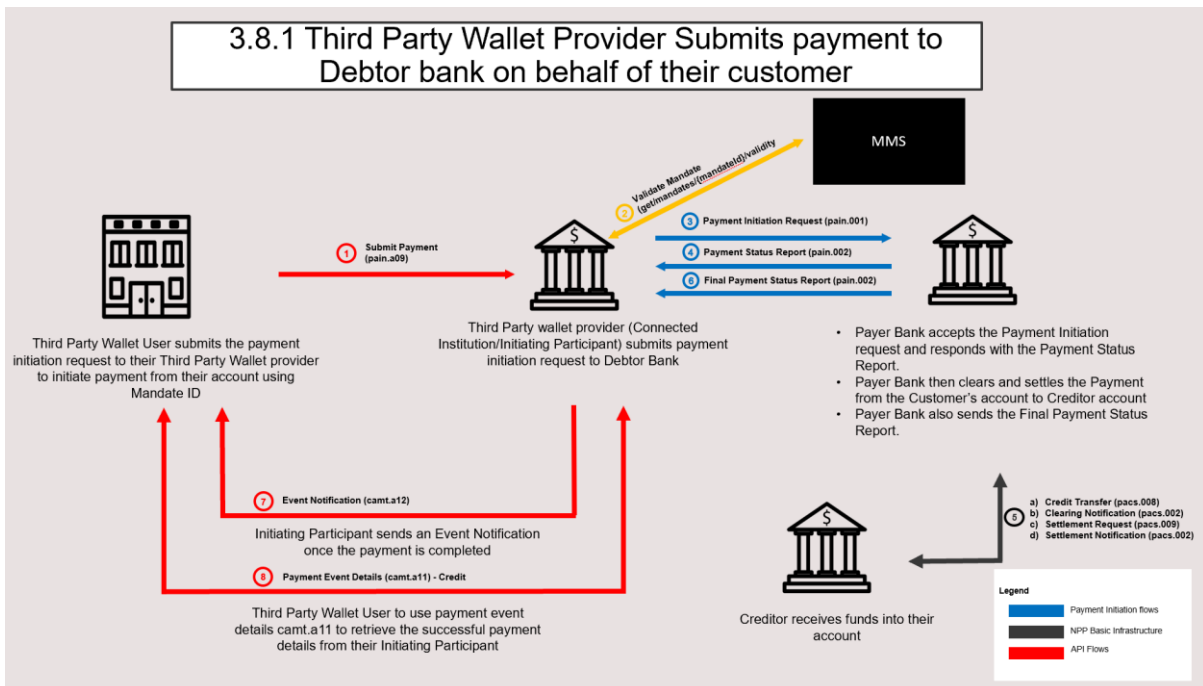 3.8.1 Third Party Wallet Provider Submits payment to
Debtor bank on behalf of their customer
MMS
2
Validate Mandate
(get/mandates/{mandateId}/validity
3 Payment Initiation Request (pain.001)
4 Payment Status Report (pain.002)
6 Final Payment Status Report (pain.002)
1 Submit Payment
(pain.a09)
$
$
Third Party Wallet User submits the payment
initiation request to their Third Party Wallet provider
to initiate payment from their account using
Mandate ID
Third Party wallet provider (Connected
Institution/Initiating Participant) submits payment
initiation request to Debtor Bank
• Payer Bank accepts the Payment Initiation
request and responds with the Payment Status
Report.
• Payer Bank then clears and settles the Payment
from the Customer's account to Creditor account
• Payer Bank also sends the Final Payment Status
Report.
7 Event Notification (camt.a12)
Initiating Participant sends an Event Notification
once the payment is completed
8 Payment Event Details (camt.a11) - Credit
Third Party Wallet User to use payment event
details camt.a11 to retrieve the successful payment
details from their Initiating Participant
$
Creditor receives funds into their
account
5
a) Credit Transfer (pacs.008)
b) Clearing Notification (pacs.002)
c) Settlement Request (pacs.009)
d) Settlement Notification (pacs.002)
Legend
Payment Initiation flows
NPP Basic Infrastructure
API Flows